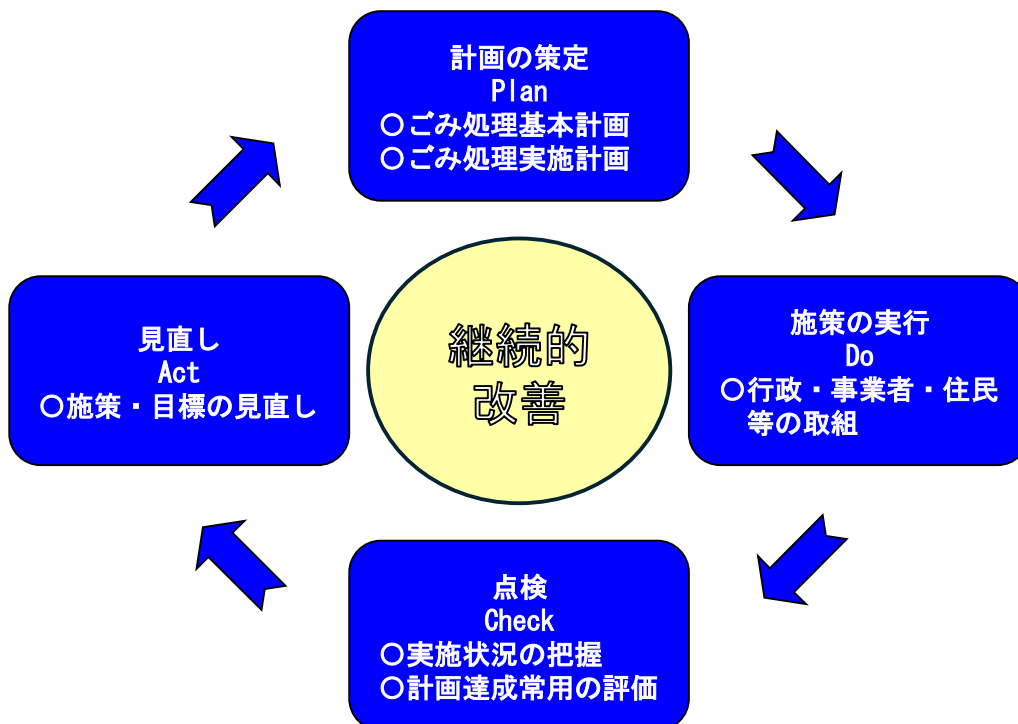 計画の策定
Plan
○ごみ処理基本計画
○ごみ処理実施計画
施策の実行
Do
○行政・事業者・住民
等の取組
点検
Check
○実施状況の把握
○計画達成常用の評価
見直し
Act
○施策・目標の見直し
継続的
改善